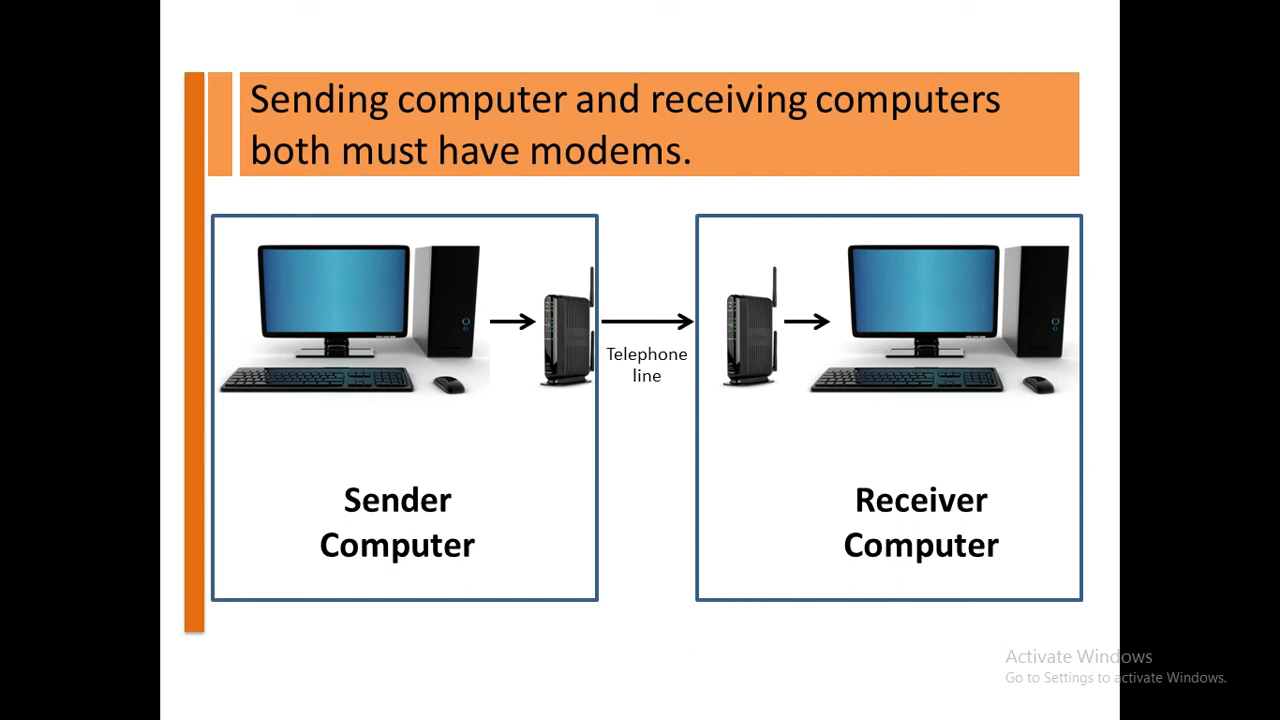 Sending computer and receiving computers
both must have modems.
Telephone
line
Sender
Computer
Receiver
Computer
Activate Windows
Go to Settings to activate Windows.